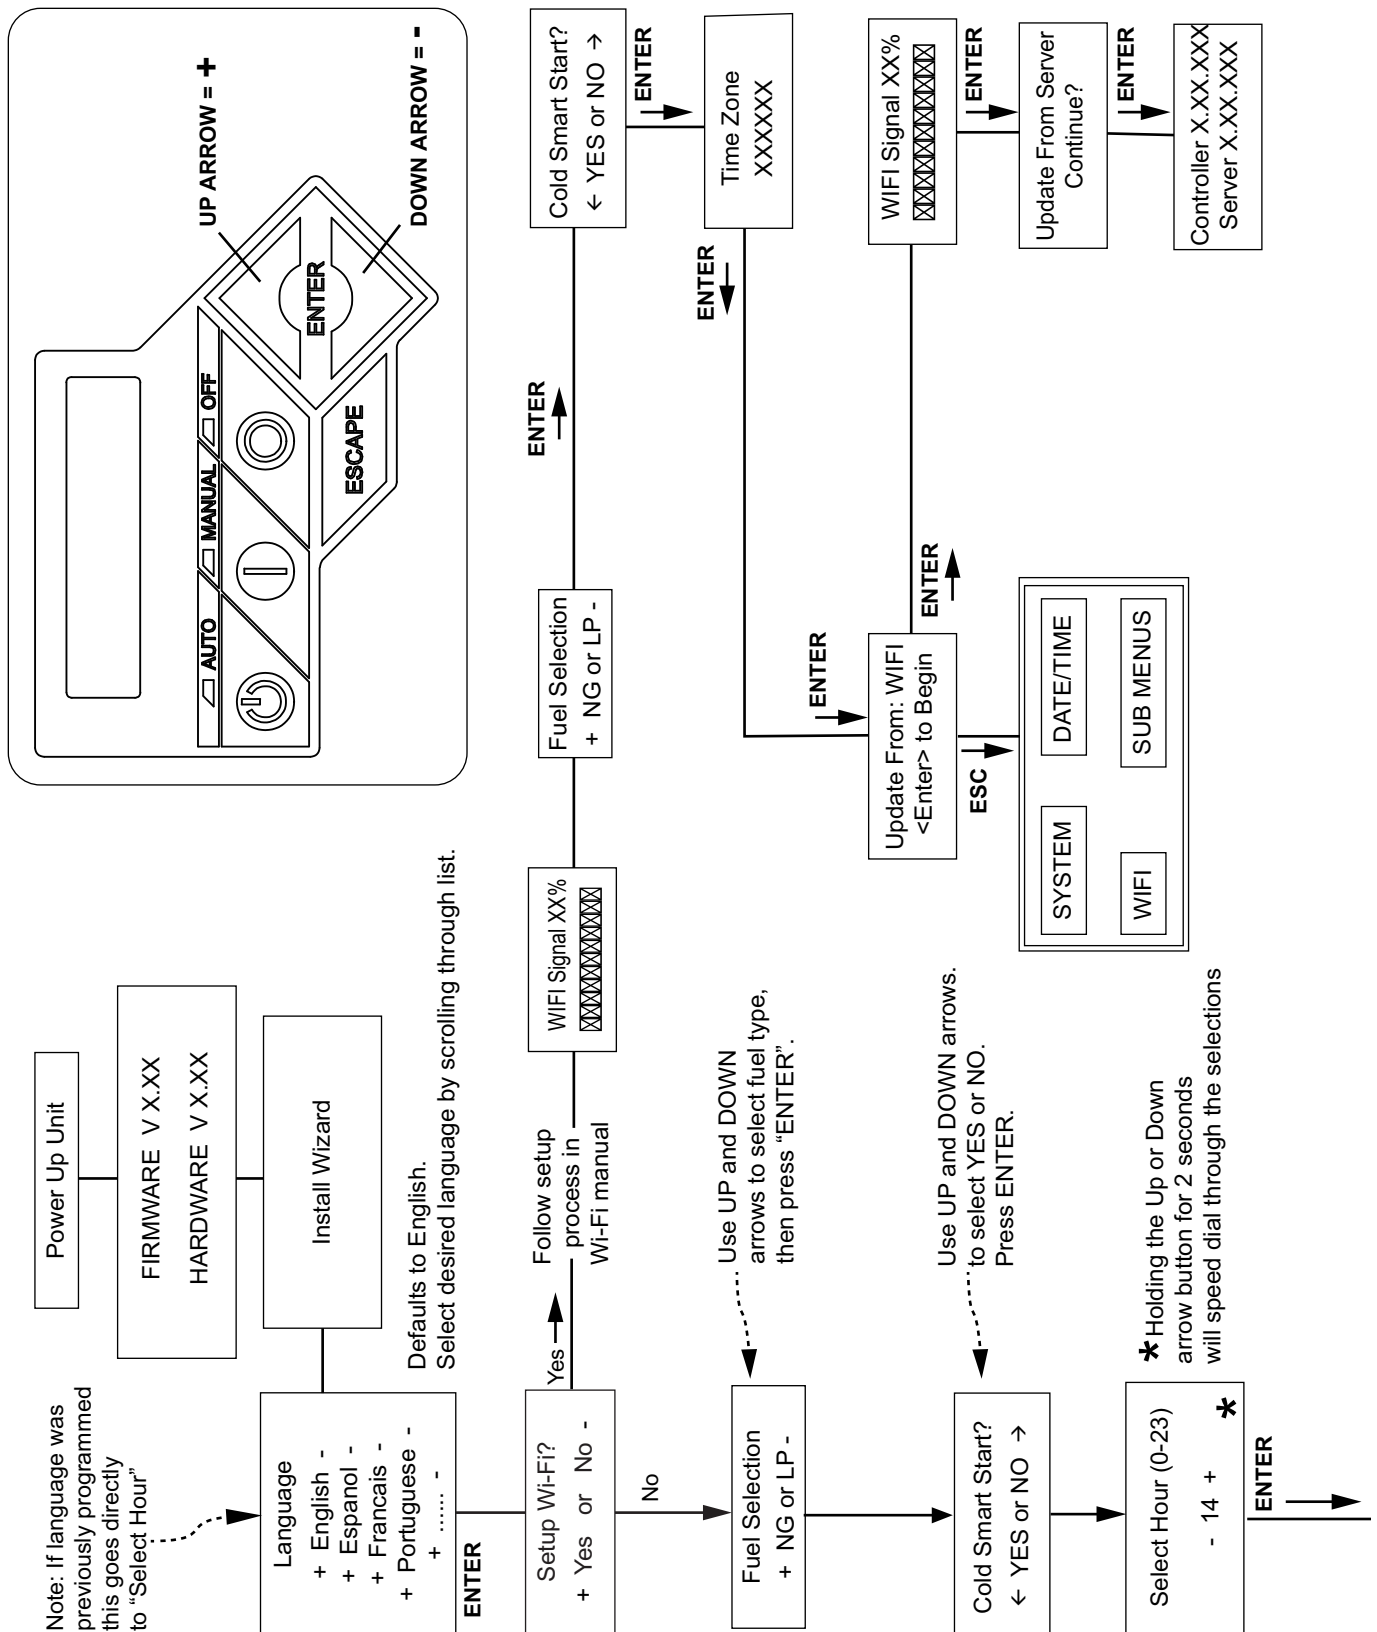 Note: If language was
previously programmed
this goes directly
to “Select Hour”
Power Up Unit
FIRMWARE V X.XX
HARDWARE V X.XX
Install Wizard
Language
+ English -
+ Espanol -
+ Francais -
+ Portuguese -
+ ...... -
Defaults to English.
Select desired language by scrolling through list.
ENTER
Setup Wi-Fi?
+ Yes or No -
Yes
Follow setup
process in
Wi-Fi manual
WIFI Signal XX%
Fuel Selection
+ NG or LP -
ENTER
Cold Smart Start?
← YES or NO →
ENTER
Time Zone
XXXXXX
ENTER
No
Fuel Selection
+ NG or LP -
Use UP and DOWN
arrows to select fuel type,
then press “ENTER”.
ENTER
Update From: WIFI
<Enter> to Begin
ENTER
WIFI Signal XX%
ENTER
Update From Server
Continue?
ENTER
Controller X.XX.XXX
Server X.XX.XXX
ESC
SYSTEM
DATE/TIME
WIFI
SUB MENUS
Cold Smart Start?
← YES or NO →
Use UP and DOWN arrows.
to select YES or NO.
Press ENTER.
Select Hour (0-23)
- 14 +
*
*Holding the Up or Down
arrow button for 2 seconds
will speed dial through the selections
ENTER
AUTO
MANUAL
OFF
ESCAPE
ENTER
UP ARROW = +
DOWN ARROW = -